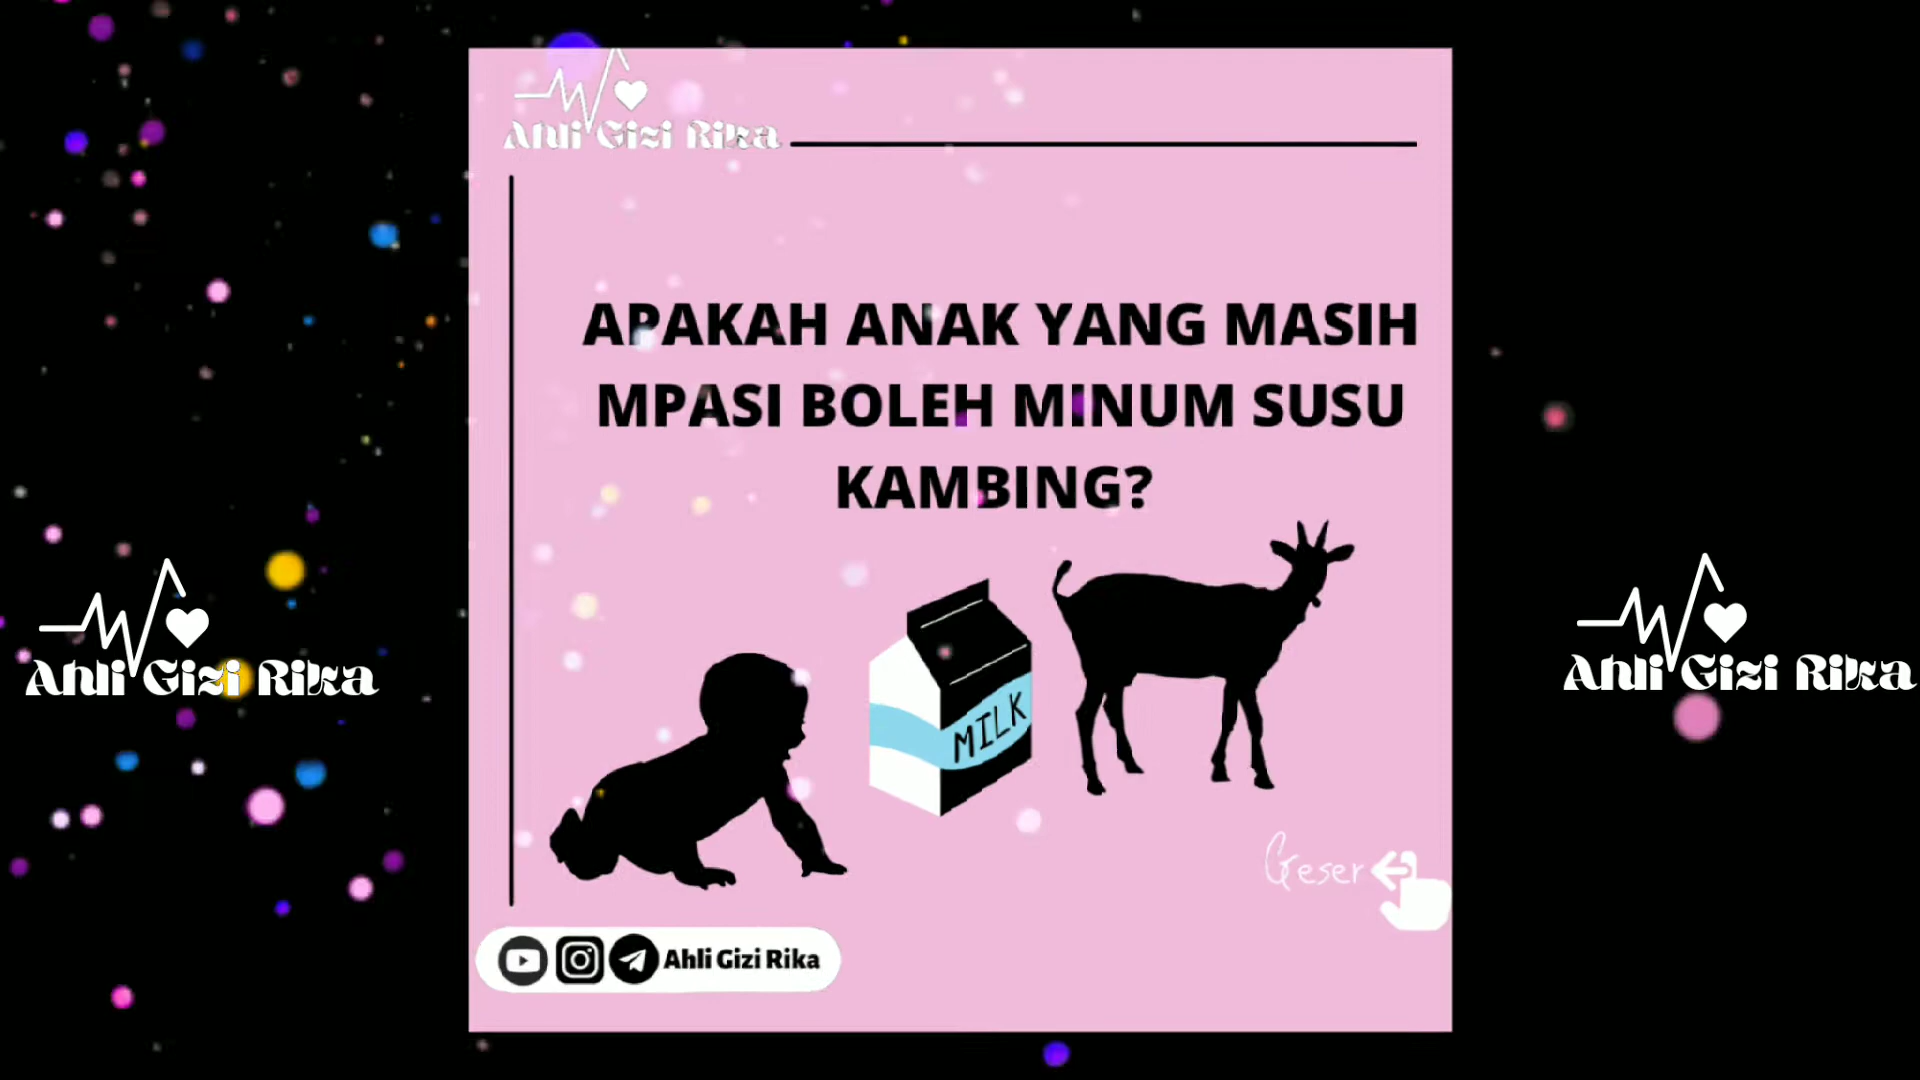 Ahli Gizi Rika
APAKAH ANAK YANG MASIH
MPASI BOLEH MINUM SUSU
KAMBING?
MILK
Geser
Ahli Gizi Rika
Ahli Gizi Rika
Ahli Gizi Rika